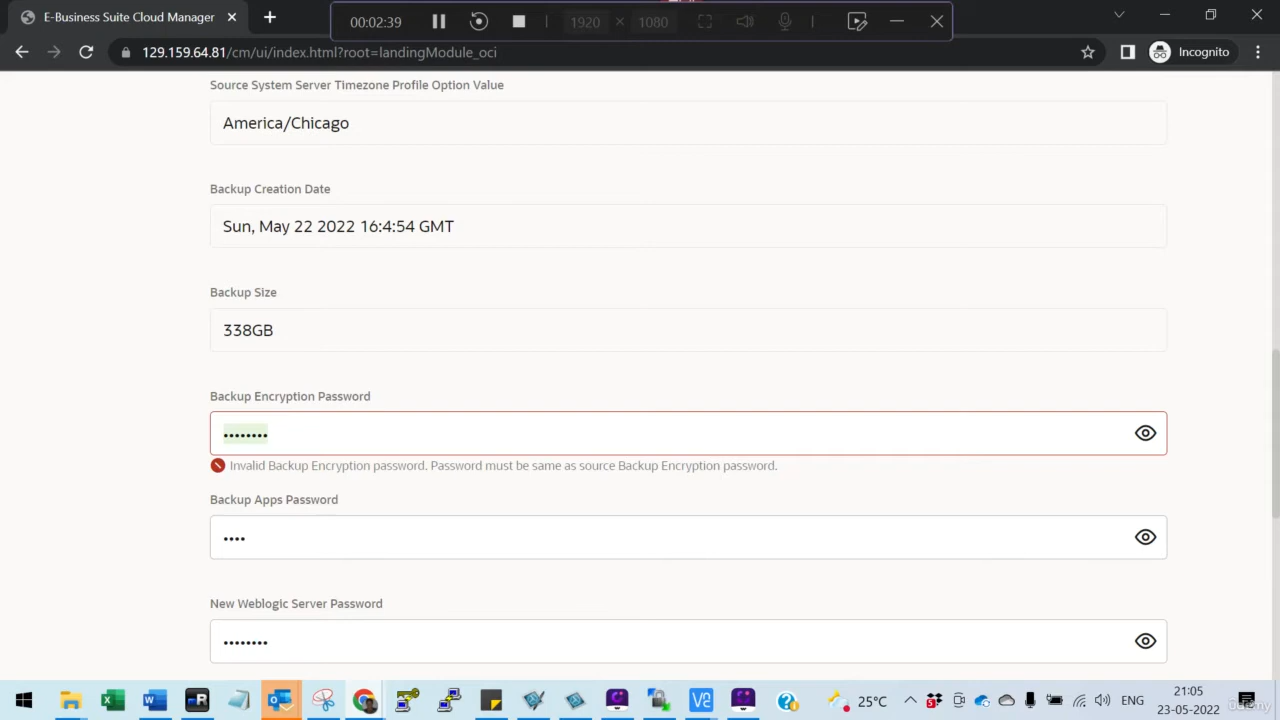 E-Business Suite Cloud Manager
00:02:39
1920 × 1080
129.159.64.81/cm/ui/index.html?root=landingModule_oci
Incognito
Source System Server Timezone Profile Option Value
America/Chicago
Backup Creation Date
Sun, May 22 2022 16:4:54 GMT
Backup Size
338GB
Backup Encryption Password
••••••••
Invalid Backup Encryption password. Password must be same as source Backup Encryption password.
Backup Apps Password
••••
New Weblogic Server Password
••••••••
25°C
ENG
21:05
23-05-2022
udemy